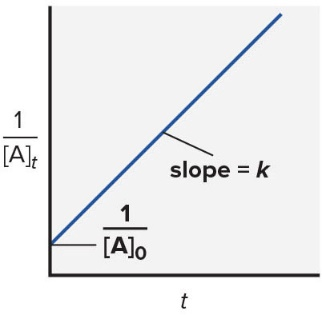 1
[A]t
slope = k
1
[A]0
t